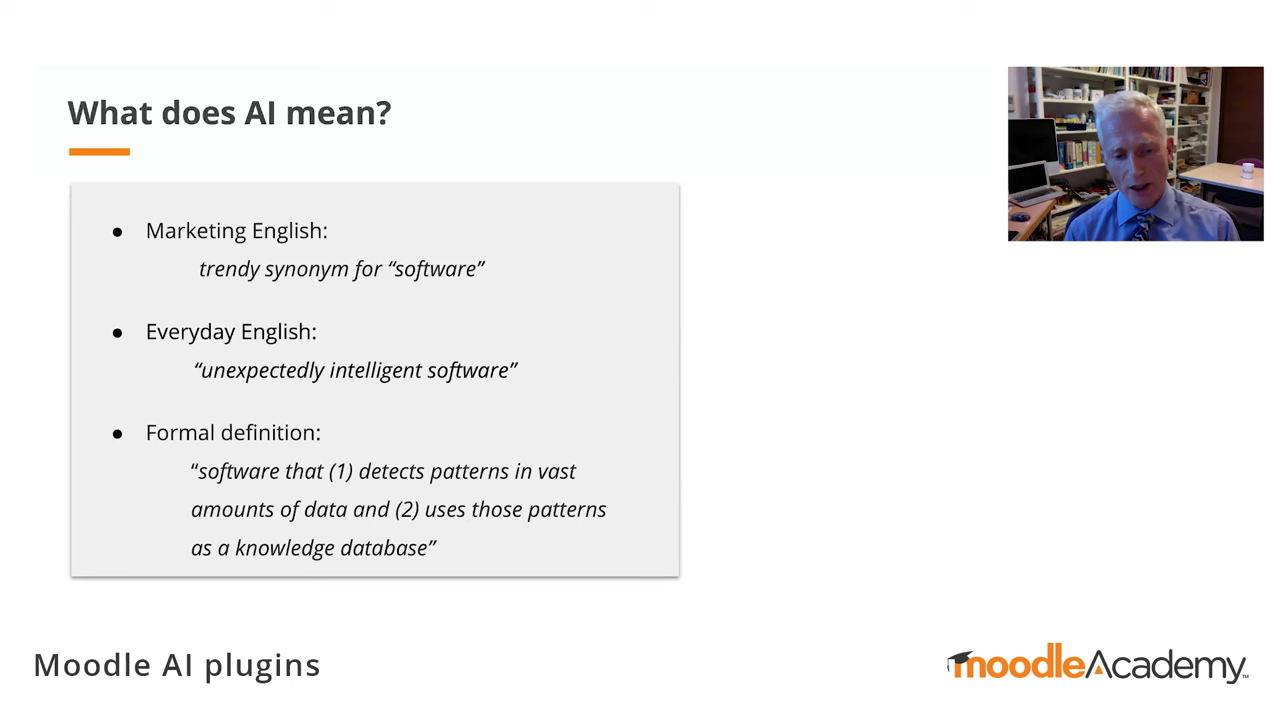 What does AI mean?
● Marketing English:
trendy synonym for “software”
● Everyday English:
“unexpectedly intelligent software”
● Formal definition:
“software that (1) detects patterns in vast
amounts of data and (2) uses those patterns
as a knowledge database”
Moodle AI plugins
moodleAcademy™